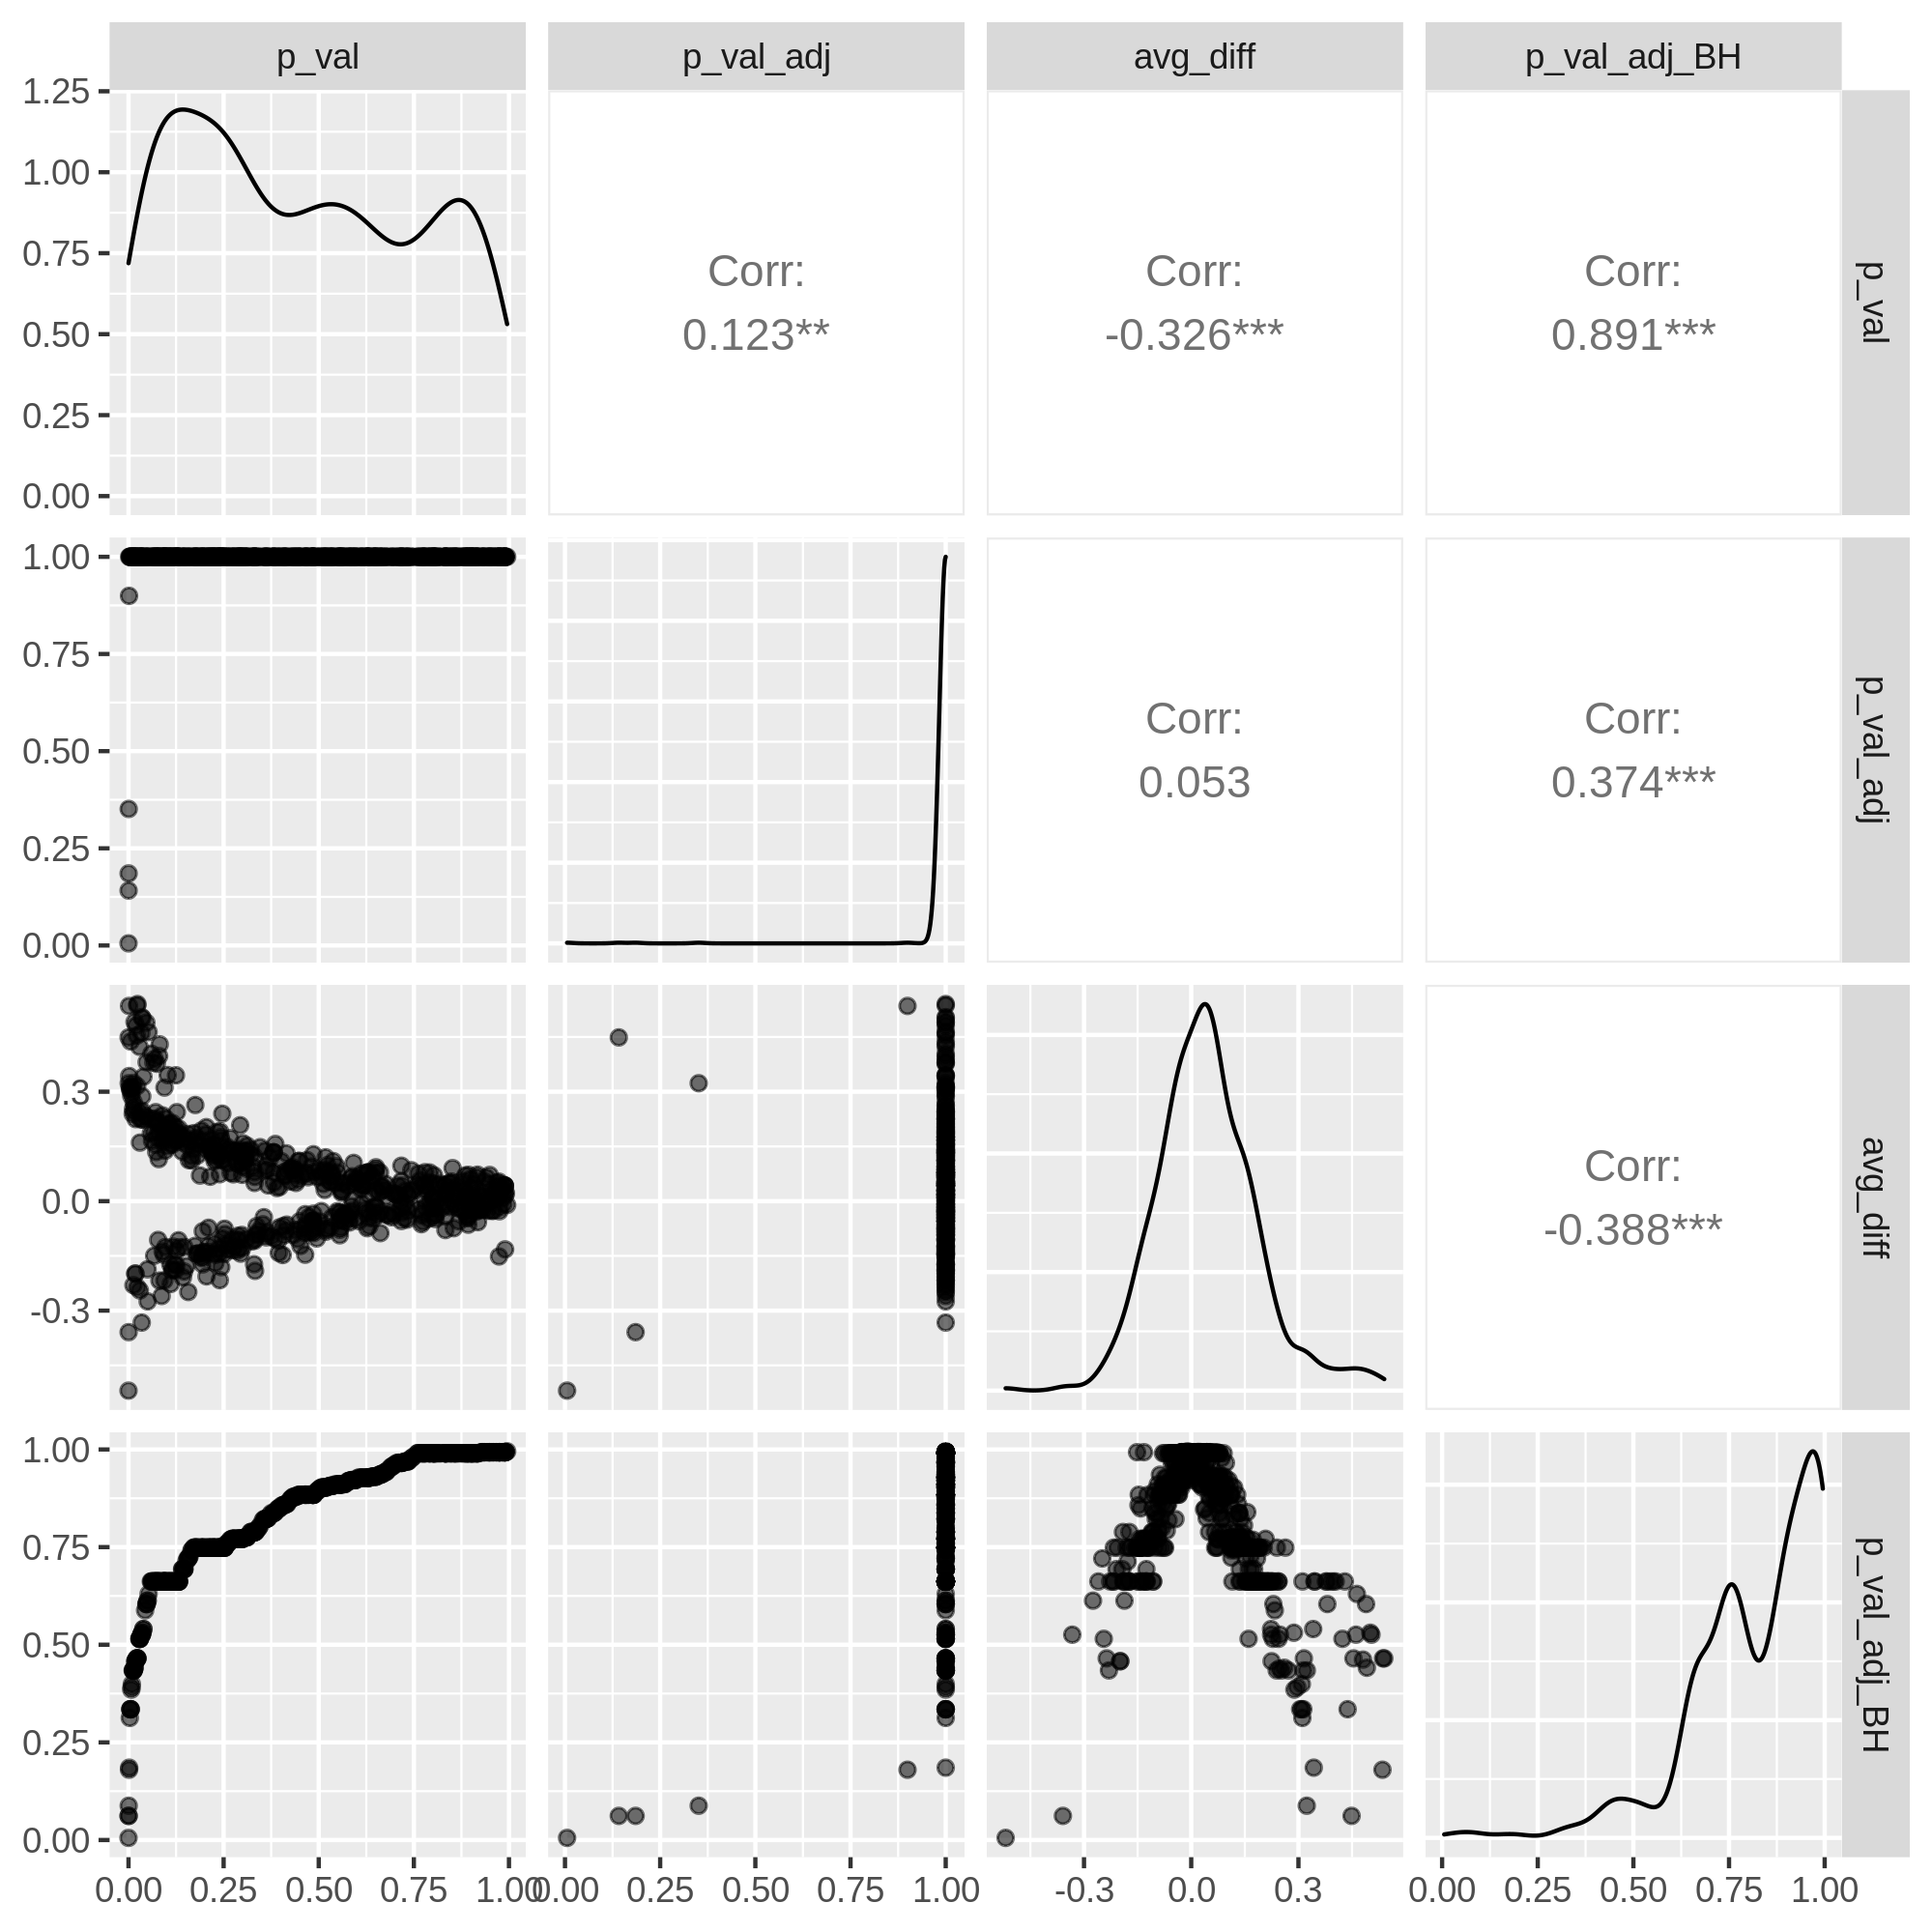 p_val p_val_adj avg_diff p_val_adj_BH
1.25
1.00
0.75
0.50
0.25
0.00
Corr:
0.123**
Corr:
-0.326***
Corr:
0.891***
p_val
1.00
0.75
0.50
0.25
0.00
Corr:
0.053
Corr:
0.374***
p_val_adj
0.3
0.0
-0.3
Corr:
-0.388***
avg_diff
1.00
0.75
0.50
0.25
0.00
p_val_adj_BH
0.00 0.25 0.50 0.75 1.00
0.00 0.25 0.50 0.75 1.00
-0.3 0.0 0.3
0.00 0.25 0.50 0.75 1.00